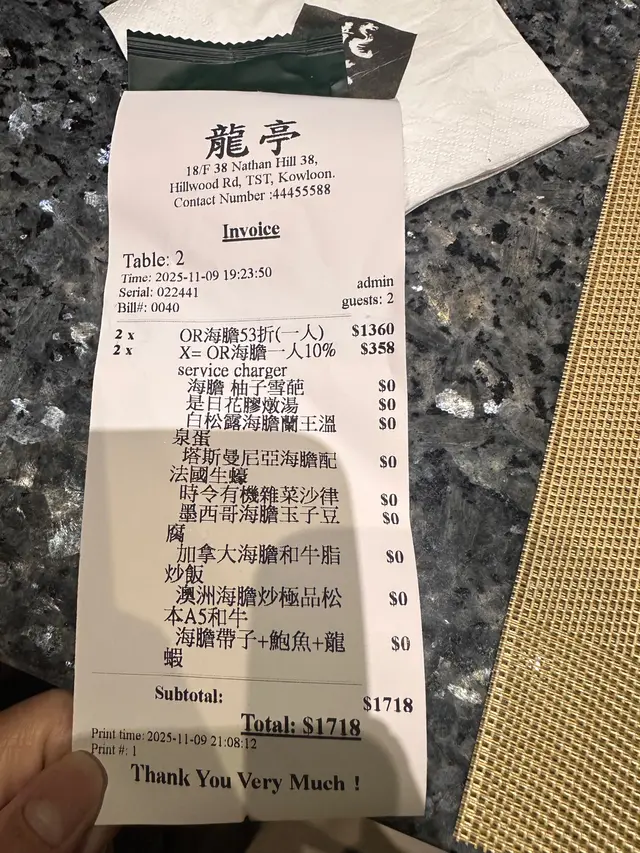 龍亭
18/F 38 Nathan Hill 38,
Hillwood Rd, TST, Kowloon.
Contact Number :44455588
Invoice
Table: 2
Time: 2025-11-09 19:23:50 admin
Serial: 022441 guests: 2
Bill#: 0040
2 x OR海膽53折(一人) $1360
2 x X= OR海膽一人10% $358
service charger
海膽 柚子雪葩 $0
是日花膠燉湯 $0
白松露海膽蘭王溫 $0
泉蛋
塔斯曼尼亞海膽配 $0
法國生蠔
時令有機雜菜沙律 $0
墨西哥海膽玉子豆 $0
腐
加拿大海膽和牛脂 $0
炒飯
澳洲海膽炒極品松 $0
本A5和牛
海膽帶子+鮑魚+龍 $0
蝦
Subtotal: $1718
Total: $1718
Print time: 2025-11-09 21:08:12
Print #: 1
Thank You Very Much !